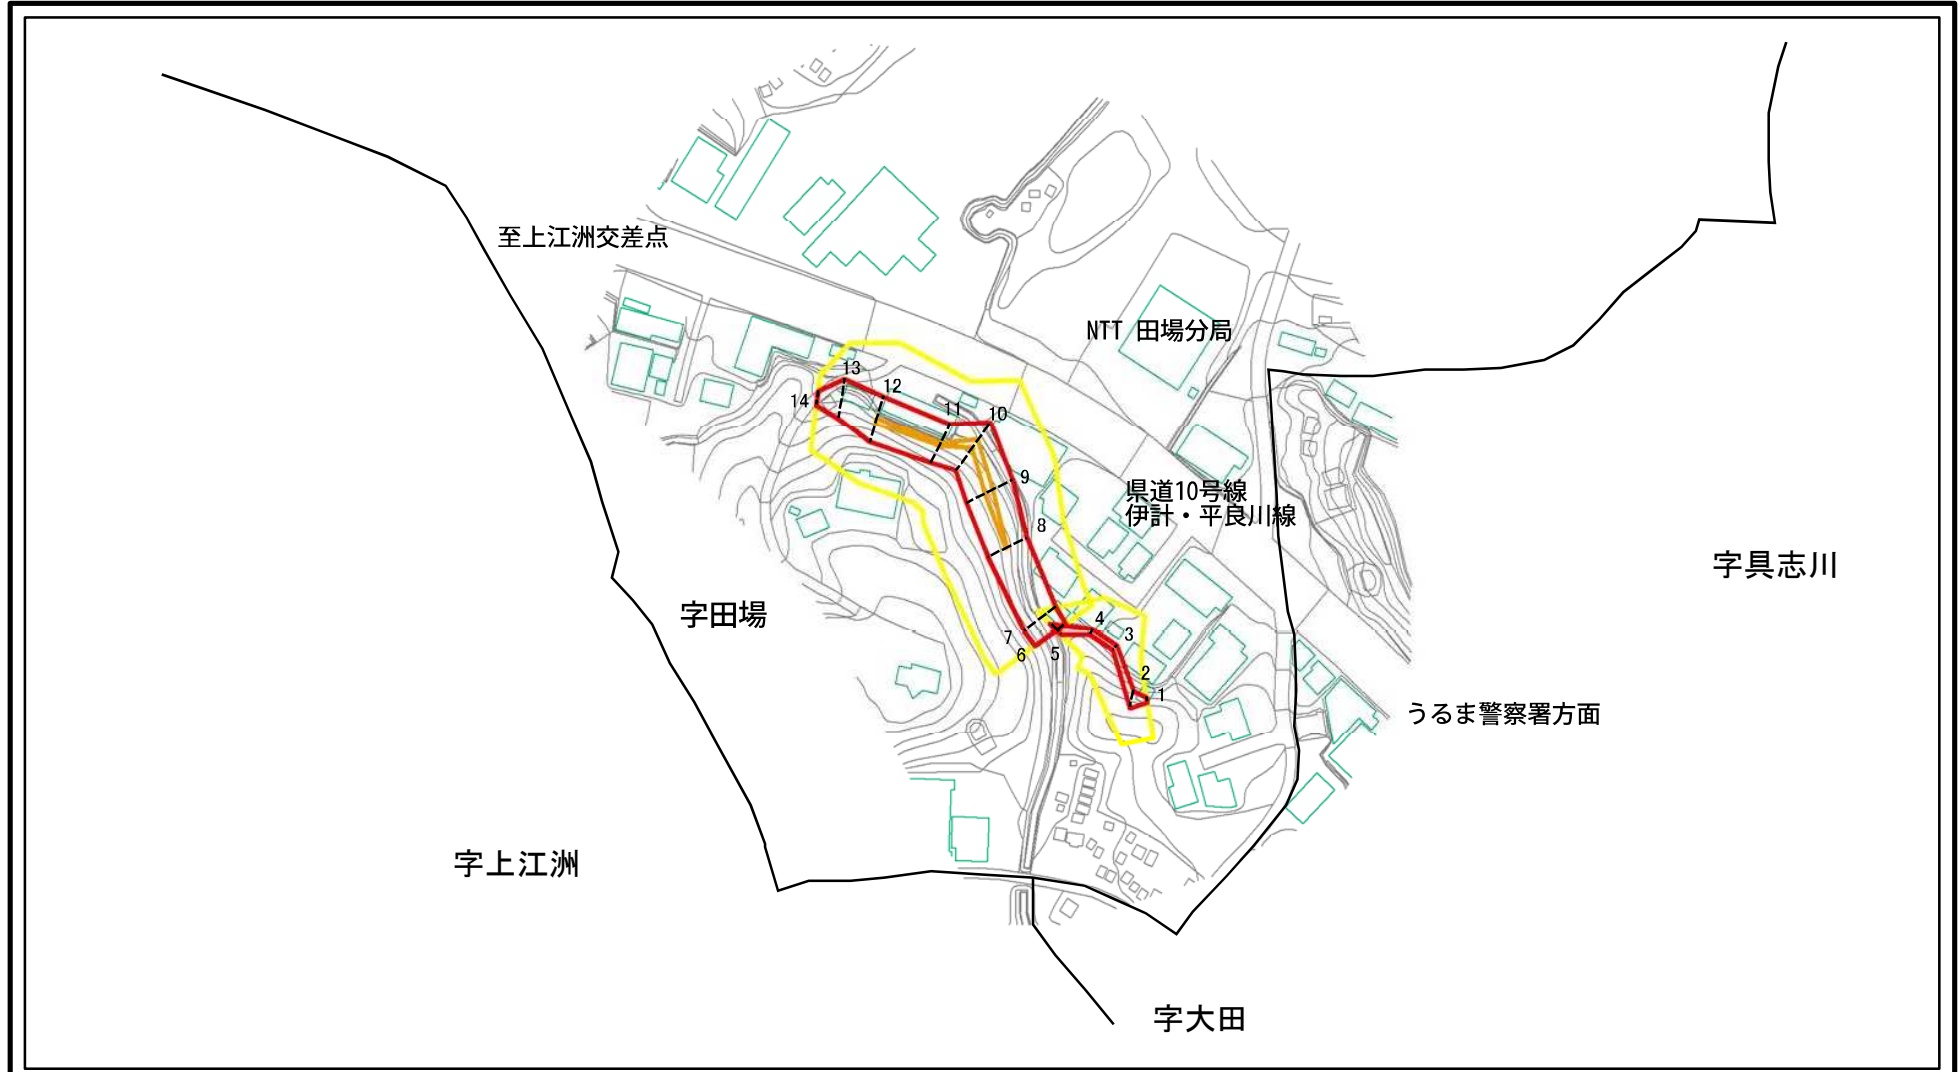 至上江洲交差点
NTT 田場分局
13
12
14
11
10
9
県道10号線
伊計・平良川線
8
字具志川
字田場
4
7
3
6
5
2
1
うるま警察署方面
字上江洲
字大田